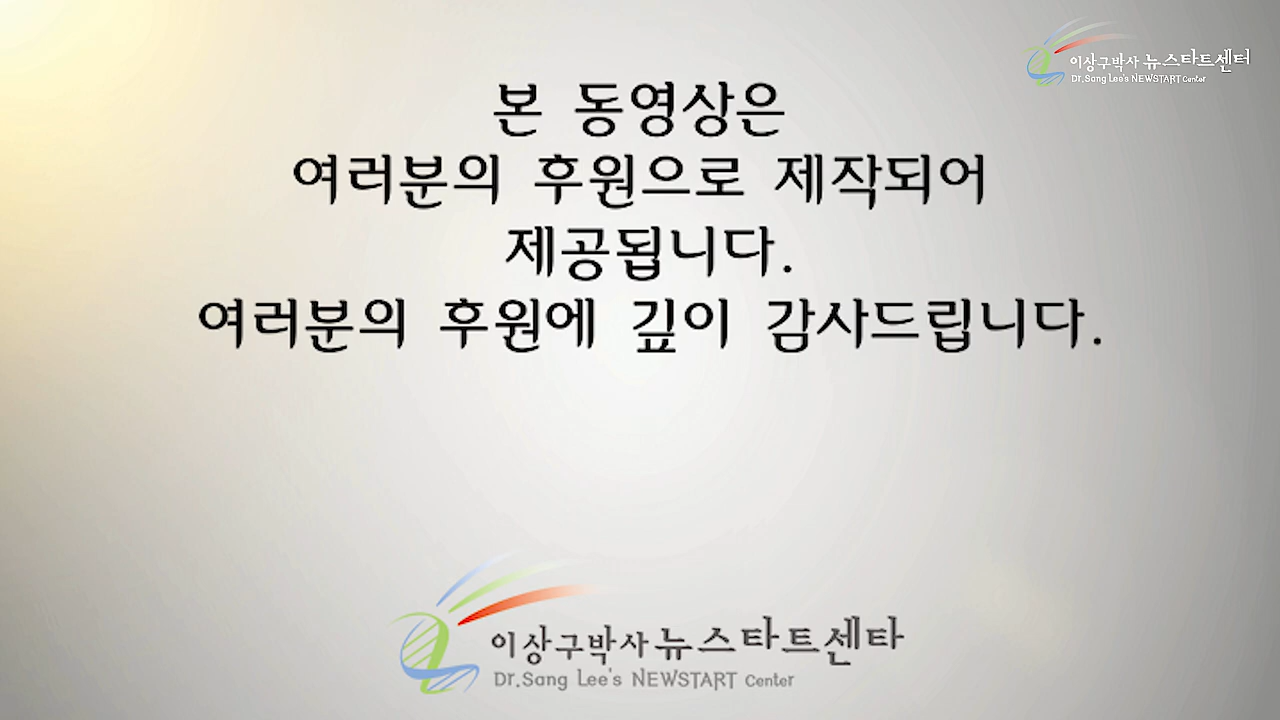 이상구박사 뉴스타트센터
Dr.Sang Lee's NEWSTART Center
본 동영상은
여러분의 후원으로 제작되어
제공됩니다.
여러분의 후원에 깊이 감사드립니다.
이상구박사 뉴스타트센타
Dr.Sang Lee's NEWSTART Center